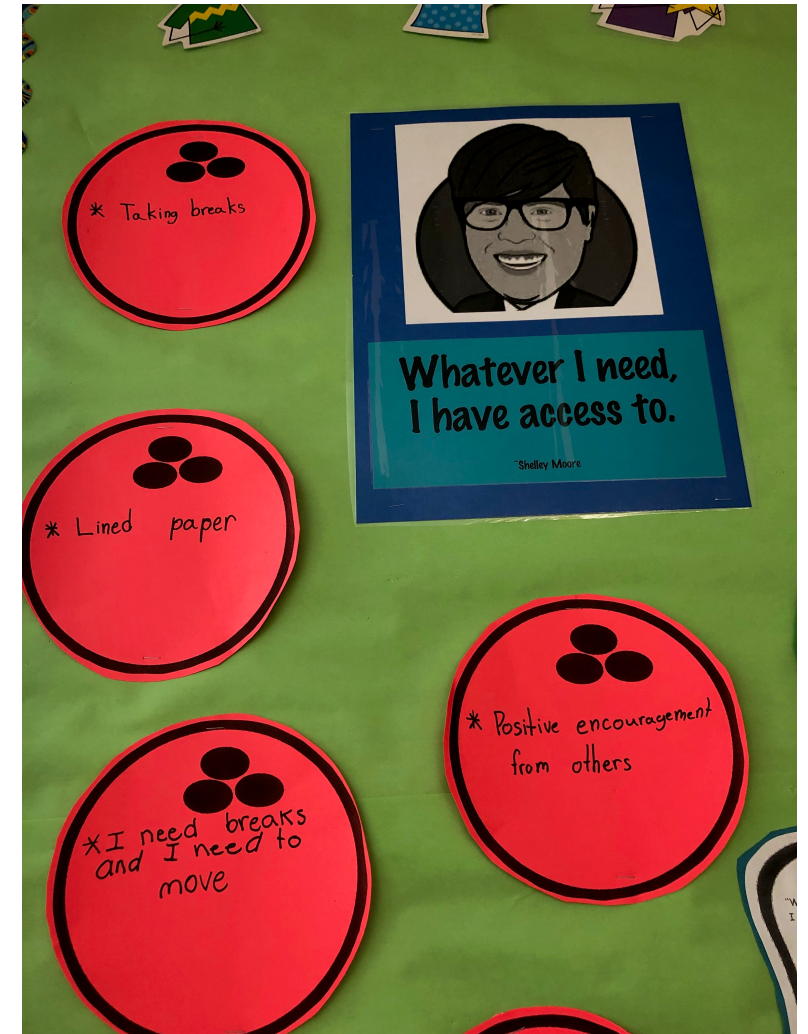 * Taking breaks
Whatever I need,
I have access to.
~Shelley Moore
* Lined paper
* Positive encouragement
from others
* I need breaks
and I need to
move
"W
I